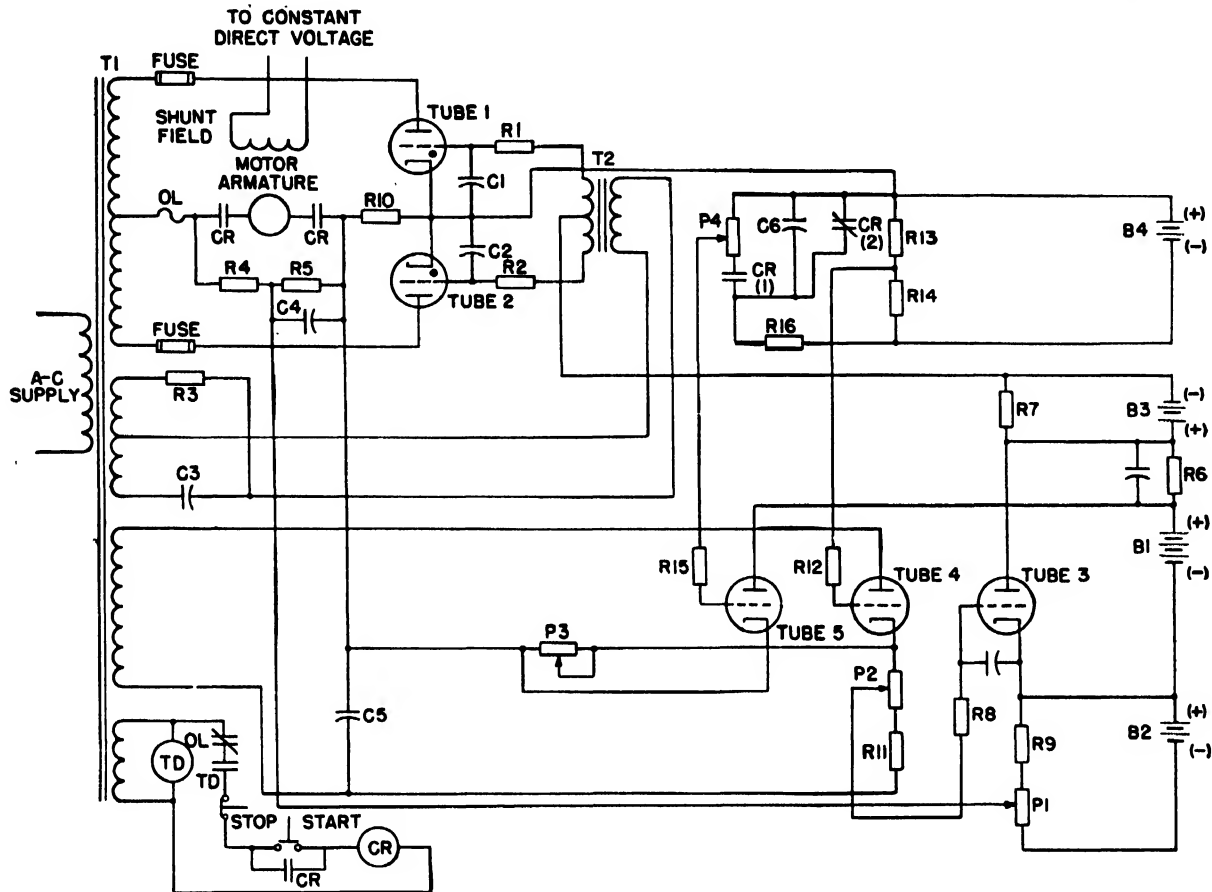 TO CONSTANT
DIRECT VOLTAGE
T1
FUSE
SHUNT
FIELD
TUBE 1
R1
T2
MOTOR
ARMATURE
OL
R10
C1
CR
CR
P4
C6
CR
(2)
R13
B4
(+)
(-)
R4
R5
C2
R2
CR
(1)
R14
C4
TUBE 2
FUSE
R16
A-C
SUPPLY
R3
R7
B3
(-)
(+)
C3
R6
(+)
B1
(-)
R15
R12
TUBE 4
TUBE 3
TUBE 5
P3
P2
R8
C5
R11
R9
B2
(+)
(-)
OL
TD
TD
P1
STOP
START
CR
CR